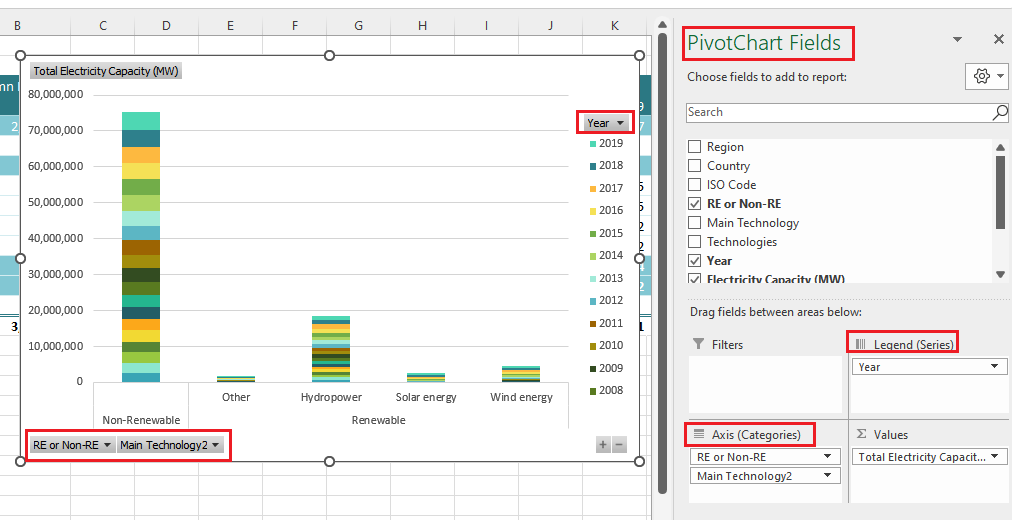 B C D E F G H I J K
PivotChart Fields
Choose fields to add to report:
Search
Region
Country
ISO Code
RE or Non-RE
Main Technology
Technologies
Year
Electricity Capacity (MW)
Drag fields between areas below:
Filters
Legend (Series)
Year
Axis (Categories)
RE or Non-RE
Main Technology2
Values
Total Electricity Capacit...
Total Electricity Capacity (MW)
80,000,000
70,000,000
60,000,000
50,000,000
40,000,000
30,000,000
20,000,000
10,000,000
0
Other Hydropower Solar energy Wind energy
Non-Renewable Renewable
RE or Non-RE Main Technology2
Year
2019
2018
2017
2016
2015
2014
2013
2012
2011
2010
2009
2008